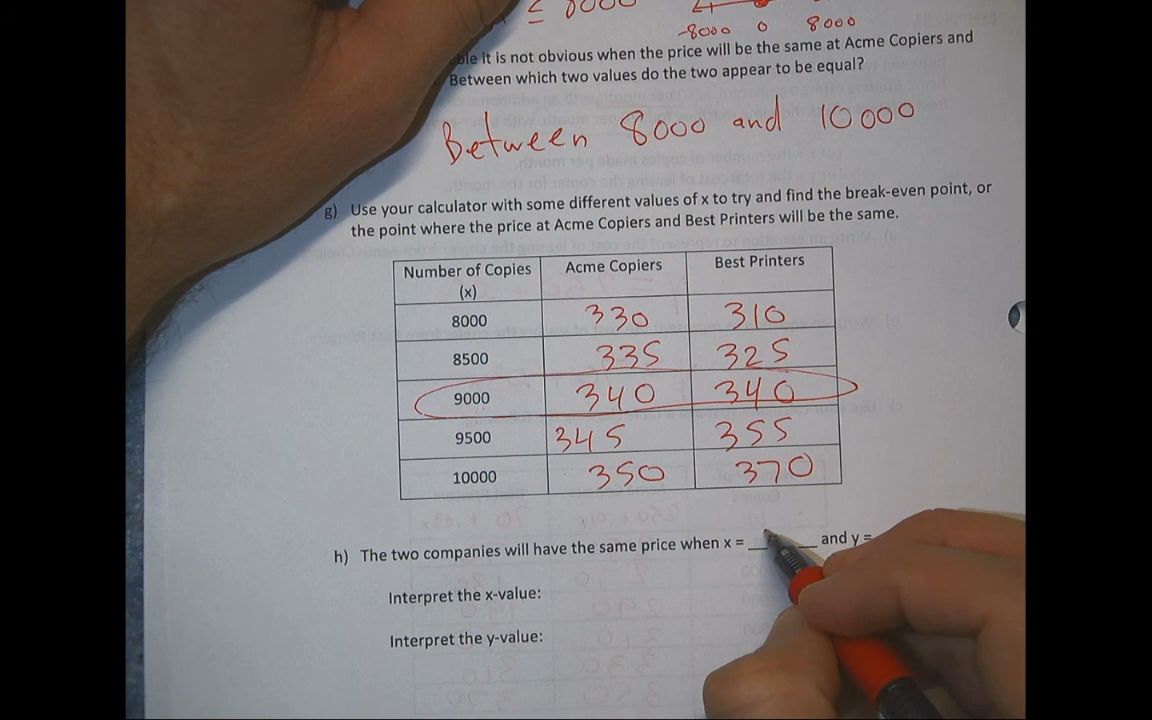 ≤ 8000
-8000 0 8000
it is not obvious when the price will be the same at Acme Copiers and
Between which two values do the two appear to be equal?
Between 8000 and 10000
g) Use your calculator with some different values of x to try and find the break-even point, or
the point where the price at Acme Copiers and Best Printers will be the same.
Number of Copies (x) Acme Copiers Best Printers
8000 330 310
8500 335 325
9000 340 340
9500 345 355
10000 350 370
h) The two companies will have the same price when x = ____ and y =
Interpret the x-value:
Interpret the y-value: